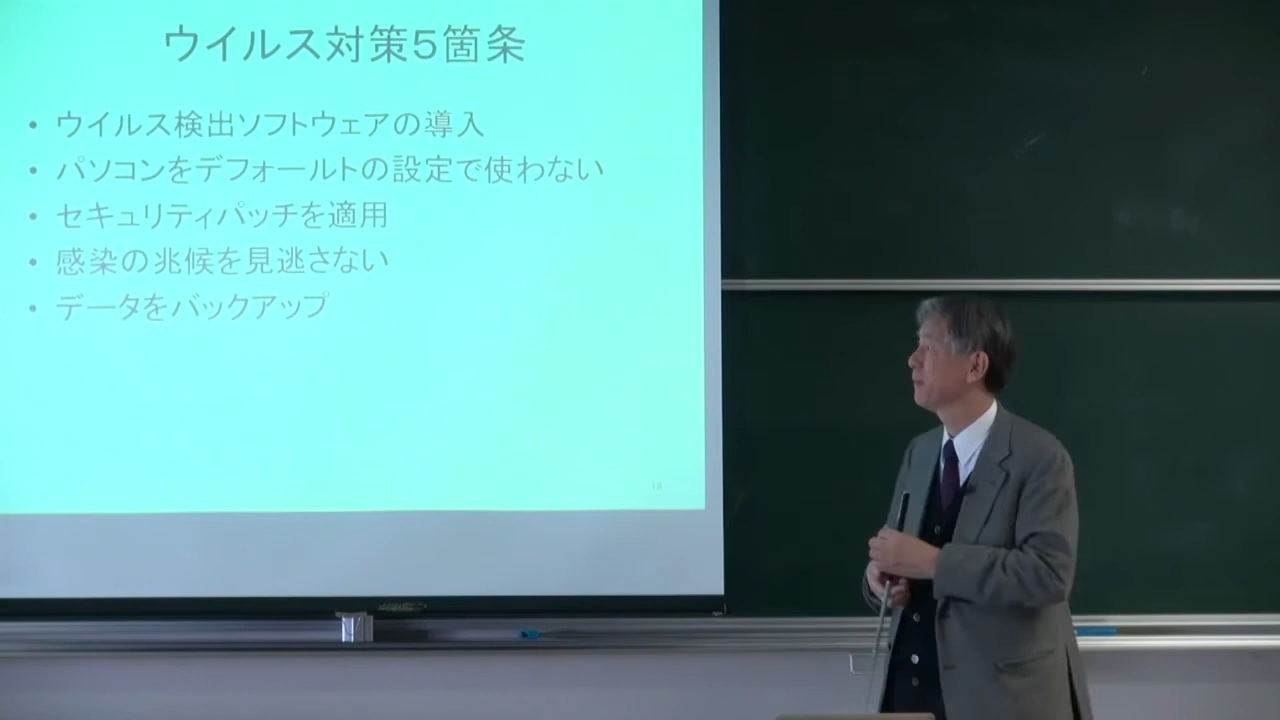 ウイルス対策5箇条
• ウイルス検出ソフトウェアの導入
• パソコンをデフォールトの設定で使わない
• セキュリティパッチを適用
• 感染の兆候を見逃さない
• データをバックアップ